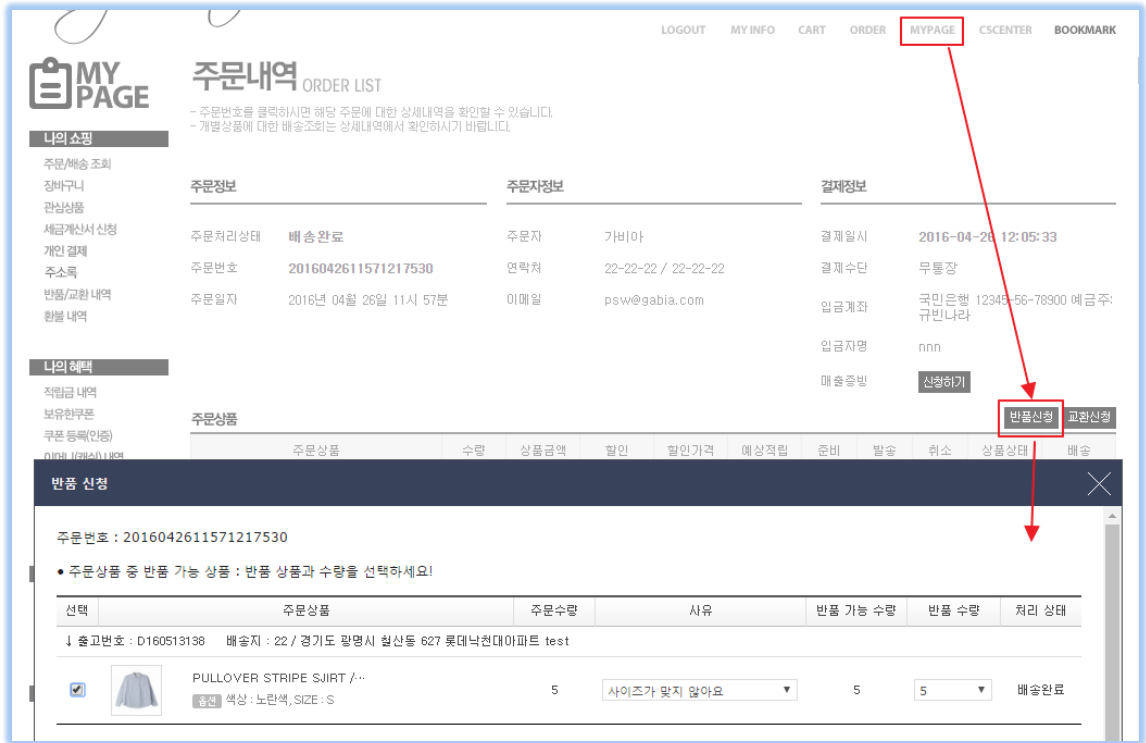 LOGOUT MY INFO CART ORDER MYPAGE CSCENTER BOOKMARK
MY PAGE
주문내역 ORDER LIST
- 주문번호를 클릭하시면 해당 주문에 대한 상세내역을 확인할 수 있습니다.
- 개별상품에 대한 배송조회는 상세내역에서 확인하시기 바랍니다.
나의 쇼핑
주문/배송 조회
장바구니
관심상품
세금계산서 신청
개인 결제
주소록
반품/교환 내역
환불 내역
나의 혜택
적립금 내역
보유한쿠폰
쿠폰 등록(인증)
이머니(캐쉬) 내역
주문정보
주문처리상태 배송완료
주문번호 2016042611571217530
주문일자 2016년 04월 26일 11시 57분
주문자정보
주문자 가비아
연락처 22-22-22 / 22-22-22
이메일 psw@gabia.com
결제정보
결제일시 2016-04-26 12:05:33
결제수단 무통장
입금계좌 국민은행 12345-56-78900 예금주:
규빈나라
입금자명 nnn
매출증빙 신청하기
주문상품 반품신청 교환신청
주문상품 수량 상품금액 할인 할인가격 예상적립 준비 발송 취소 상품상태 배송
반품 신청
주문번호 : 2016042611571217530
● 주문상품 중 반품 가능 상품 : 반품 상품과 수량을 선택하세요!
선택 주문상품 주문수량 사유 반품 가능 수량 반품 수량 처리 상태
↓ 출고번호 : D160513138 배송지 : 22 / 경기도 광명시 철산동 627 롯데낙천대아파트 test
PULLOVER STRIPE SJIRT /···
옵션 색상 : 노란색, SIZE : S
5 사이즈가 맞지 않아요 5 5 배송완료